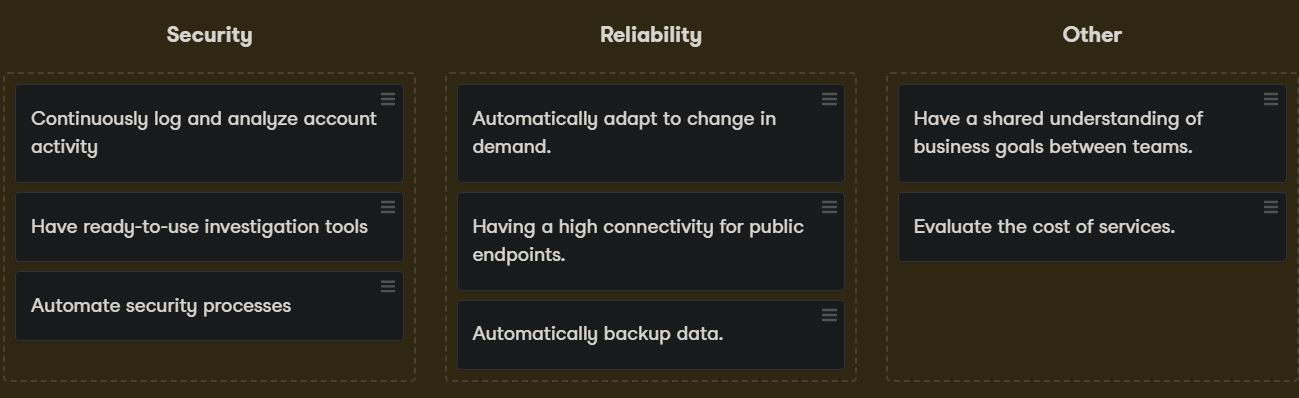 Security
Continuously log and analyze account
activity
Have ready-to-use investigation tools
Automate security processes
Reliability
Automatically adapt to change in
demand.
Having a high connectivity for public
endpoints.
Automatically backup data.
Other
Have a shared understanding of
business goals between teams.
Evaluate the cost of services.